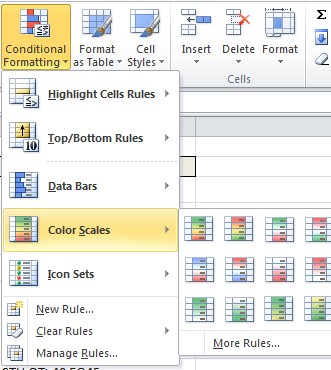 Conditional Formatting
Format as Table
Cell Styles
Insert
Delete
Format
Σ
Cells
Highlight Cells Rules
Top/Bottom Rules
10
Data Bars
Color Scales
Icon Sets
New Rule...
Clear Rules
Manage Rules...
More Rules...